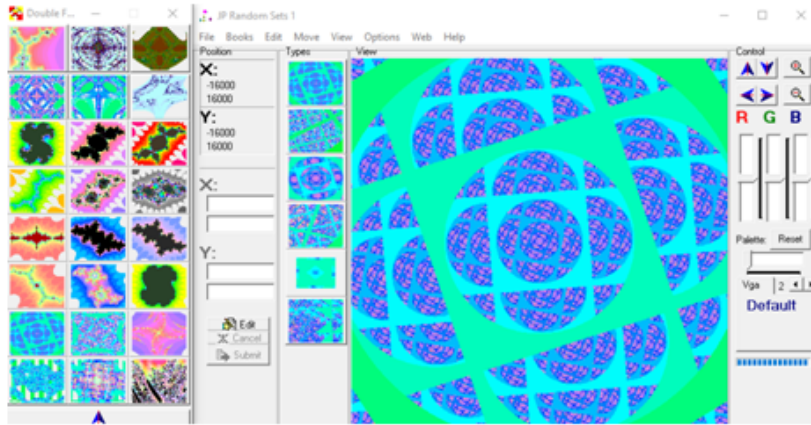 Double F...
JP Random Sets 1
File Books Edit Move View Options Web Help
Position
X:
-16000
16000
Y:
-16000
16000
X:
Y:
Edit
Cancel
Submit
Types
View
Control
R G B
Palette: Reset
Vga 2
Default